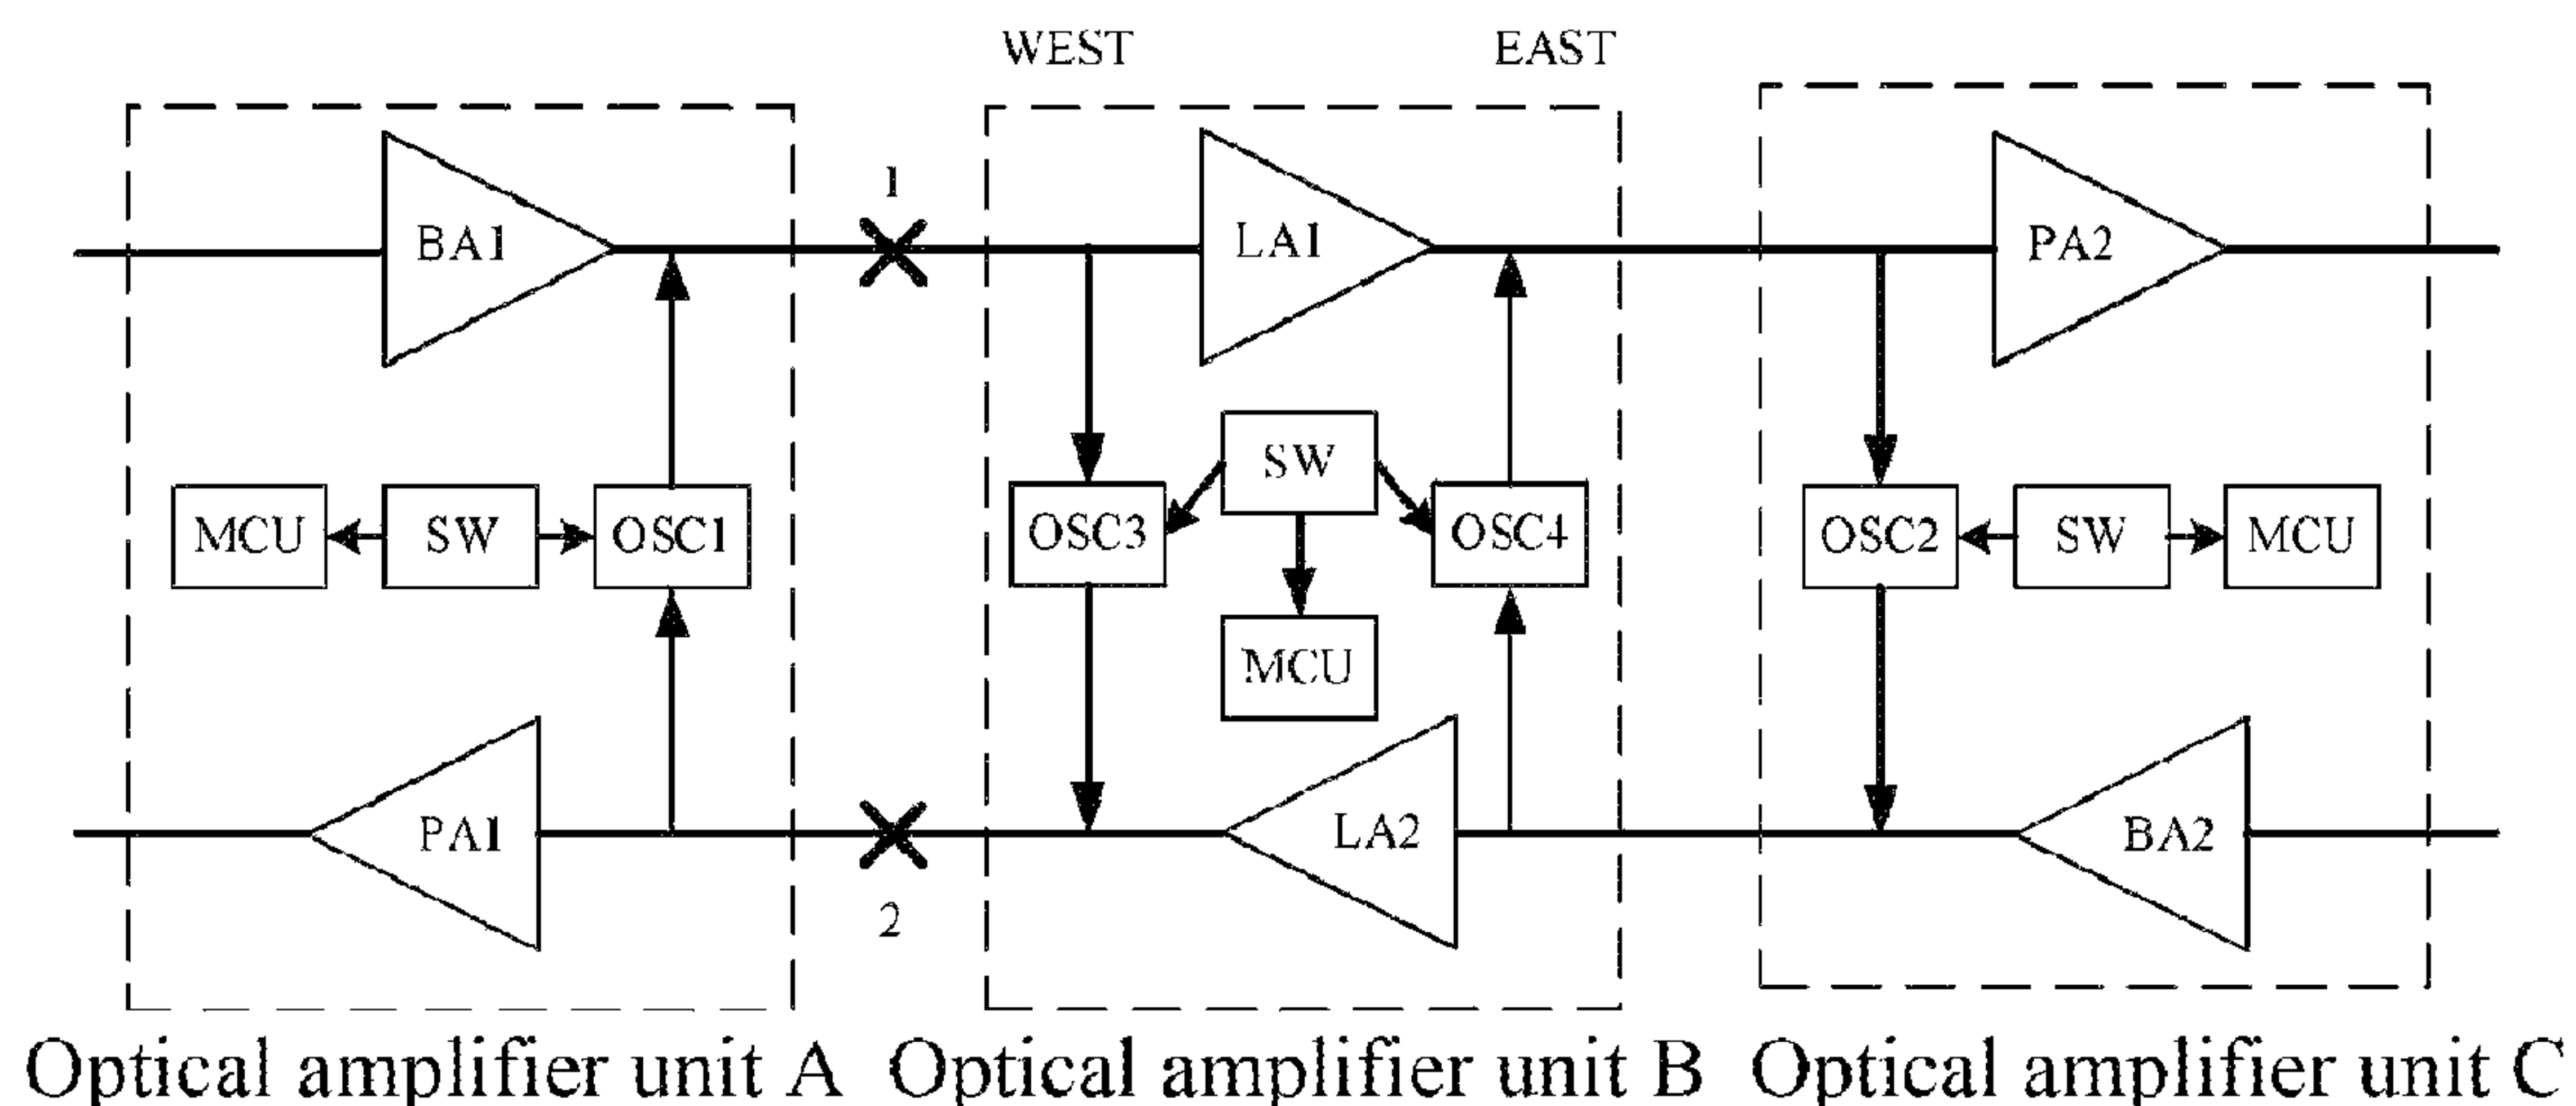 WEST EAST
1
BA1 LA1 PA2
SW
MCU SW OSC1 OSC3 OSC4 OSC2 SW MCU
MCU
PA1 LA2 BA2
2
Optical amplifier unit A Optical amplifier unit B Optical amplifier unit C